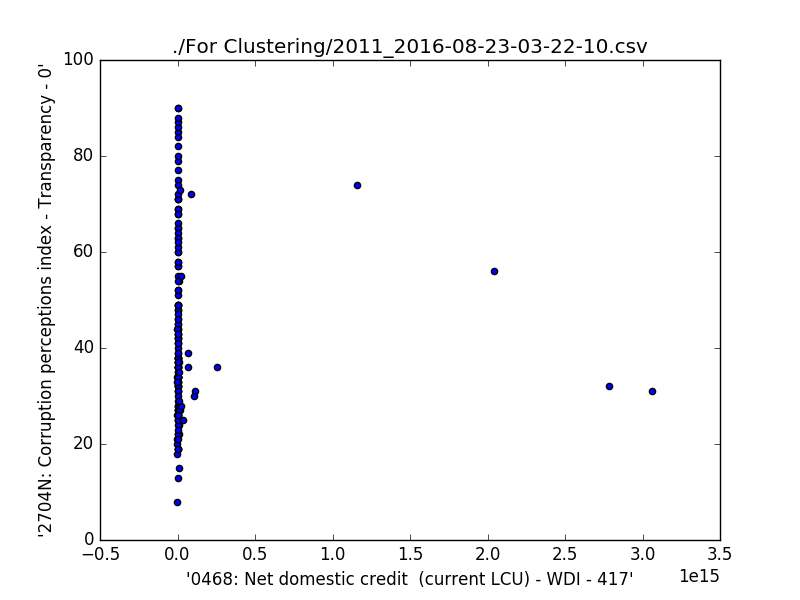 ./For Clustering/2011_2016-08-23-03-22-10.csv
100
80
60
40
20
0
'2704N: Corruption perceptions index - Transparency - 0'
−0.5 0.0 0.5 1.0 1.5 2.0 2.5 3.0 3.5
1e15
'0468: Net domestic credit  (current LCU) - WDI - 417'